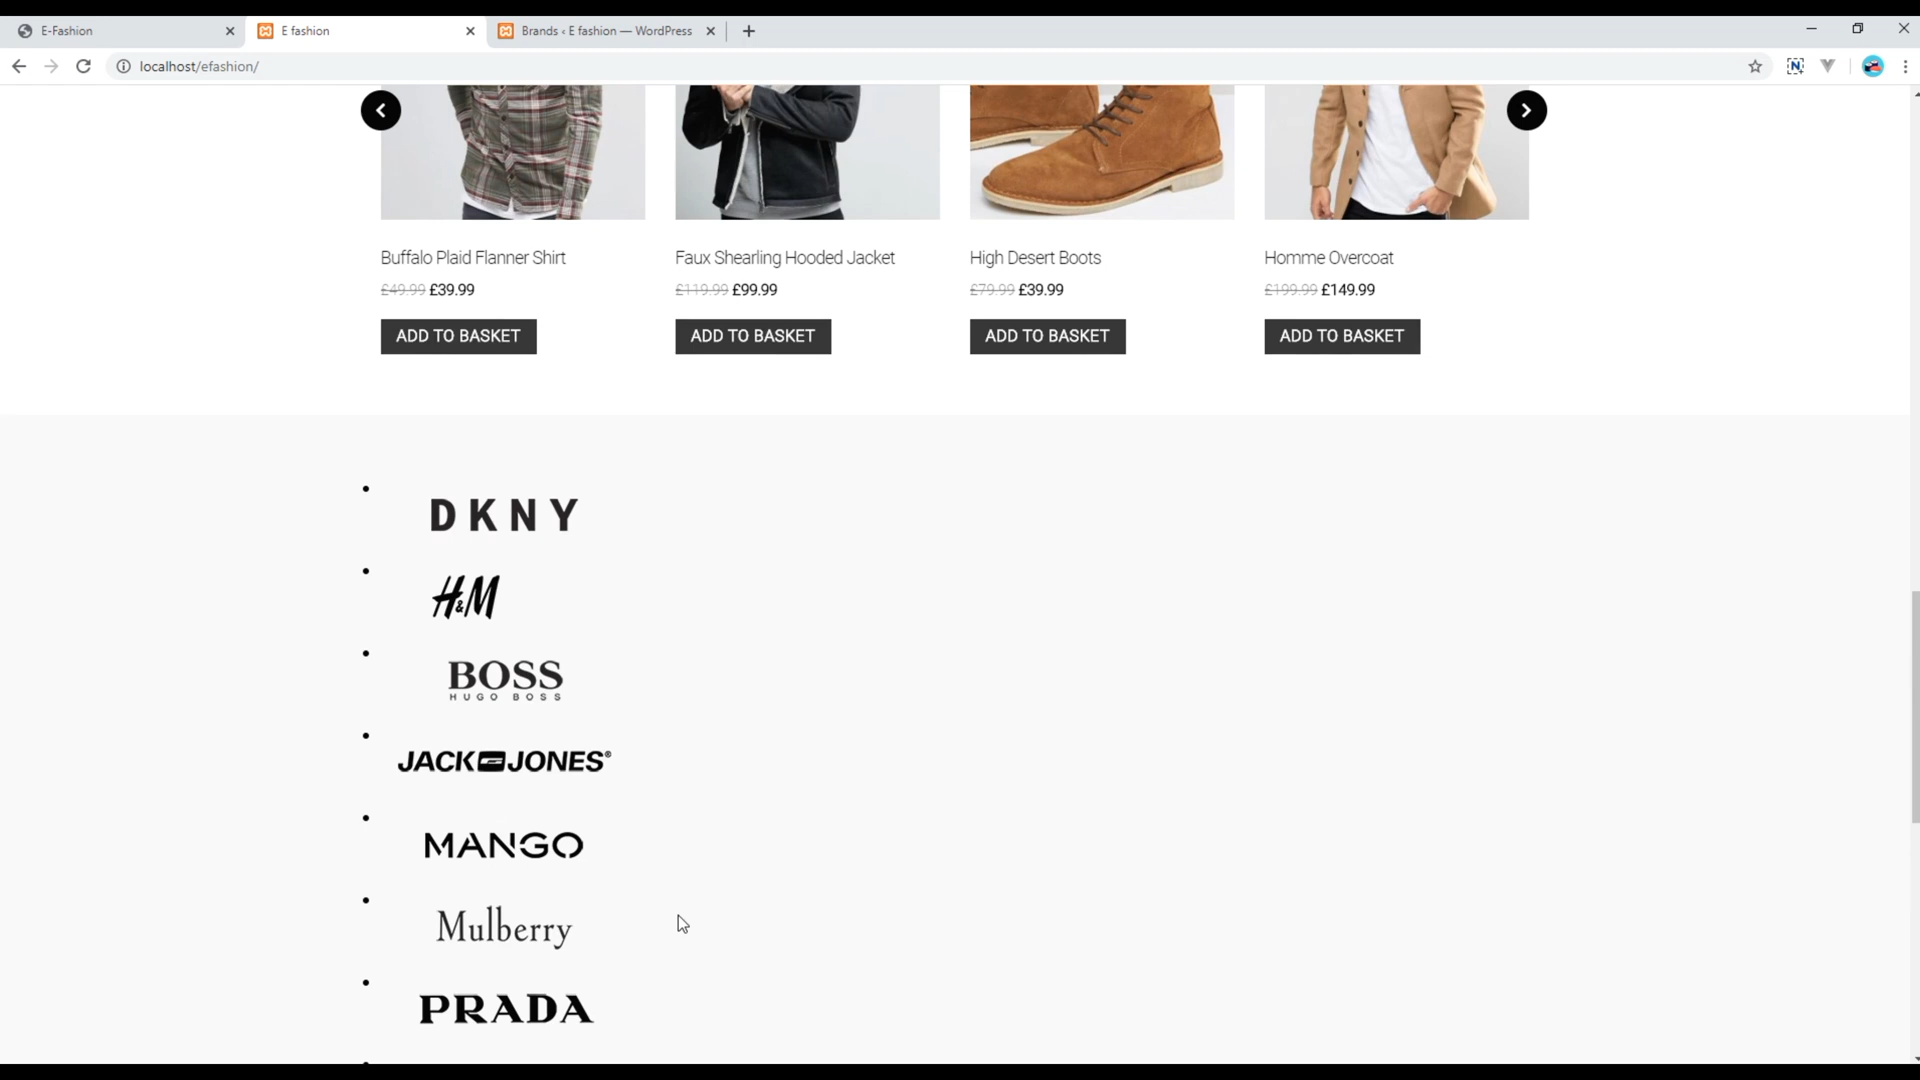 E-Fashion
E fashion
Brands ‹ E fashion — WordPress
localhost/efashion/
Buffalo Plaid Flanner Shirt
£49.99 £39.99
ADD TO BASKET
Faux Shearling Hooded Jacket
£119.99 £99.99
ADD TO BASKET
High Desert Boots
£79.99 £39.99
ADD TO BASKET
Homme Overcoat
£199.99 £149.99
ADD TO BASKET
DKNY
H&M
BOSS
HUGO BOSS
JACK JONES®
MANGO
Mulberry
PRADA